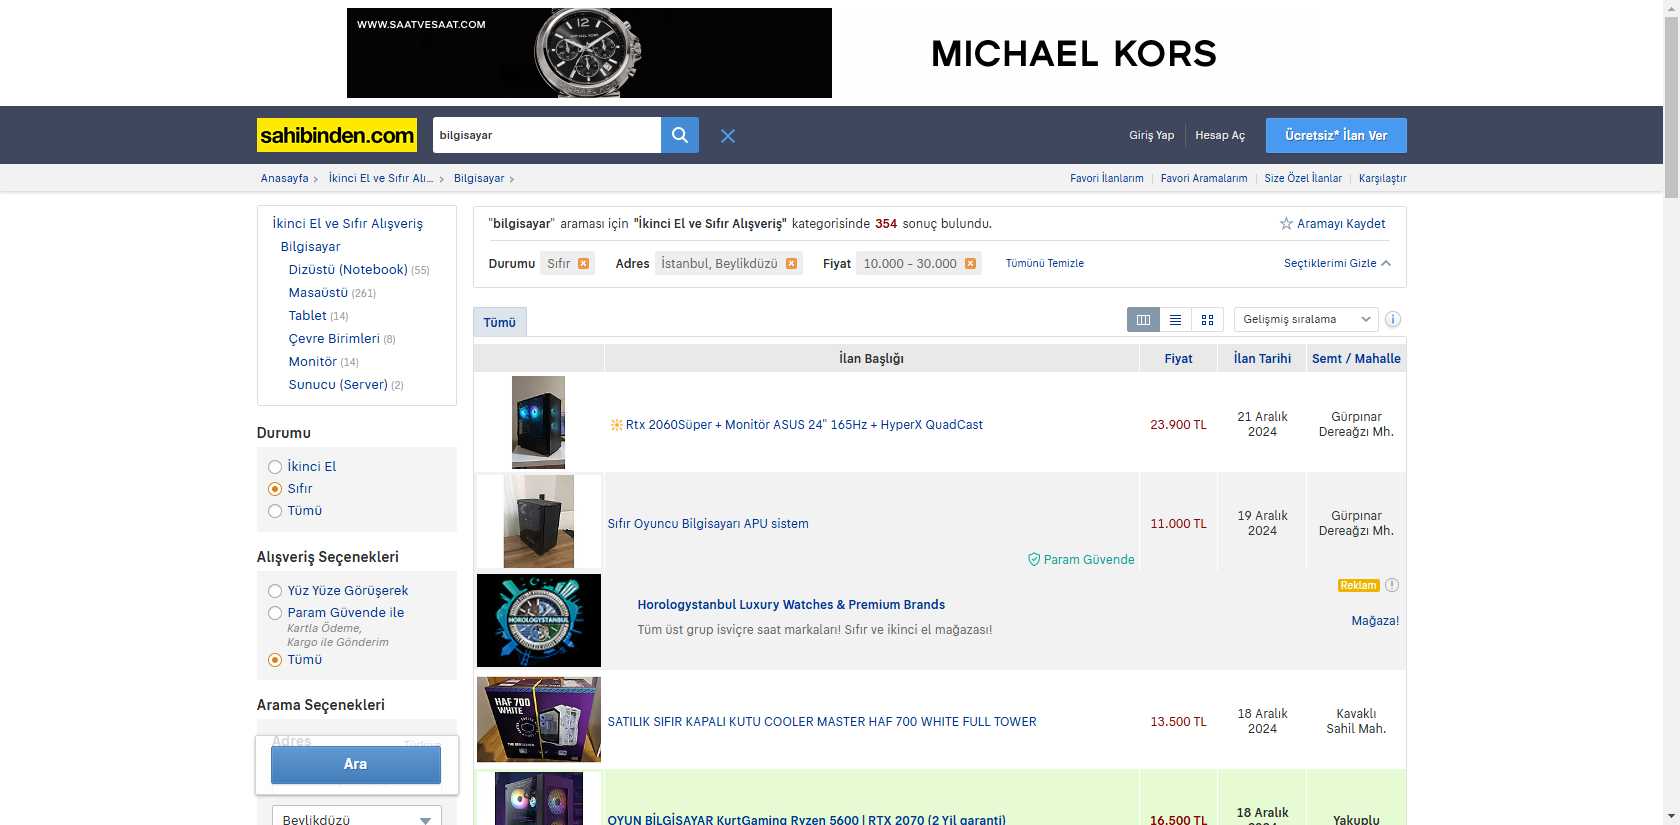 WWW.SAATVESAAT.COM
MICHAEL KORS
sahibinden.com
bilgisayar
Giriş Yap
Hesap Aç
Ücretsiz* İlan Ver
Anasayfa
İkinci El ve Sıfır Alı...
Bilgisayar
Favori İlanlarım
Favori Aramalarım
Size Özel İlanlar
Karşılaştır
İkinci El ve Sıfır Alışveriş
Bilgisayar
Dizüstü (Notebook) (55)
Masaüstü (261)
Tablet (14)
Çevre Birimleri (8)
Monitör (14)
Sunucu (Server) (2)
Durumu
İkinci El
Sıfır
Tümü
Alışveriş Seçenekleri
Yüz Yüze Görüşerek
Param Güvende ile
Kartla Ödeme,
Kargo ile Gönderim
Tümü
Arama Seçenekleri
Adres
Ara
Beylikdüzü
"bilgisayar" araması için "İkinci El ve Sıfır Alışveriş" kategorisinde 354 sonuç bulundu.
Aramayı Kaydet
Durumu Sıfır
Adres İstanbul, Beylikdüzü
Fiyat 10.000 - 30.000
Tümünü Temizle
Seçtiklerimi Gizle
Tümü
Gelişmiş sıralama
İlan Başlığı
Fiyat
İlan Tarihi
Semt / Mahalle
Rtx 2060Süper + Monitör ASUS 24" 165Hz + HyperX QuadCast
23.900 TL
21 Aralık
2024
Gürpınar
Dereağzı Mh.
Sıfır Oyuncu Bilgisayarı APU sistem
Param Güvende
11.000 TL
19 Aralık
2024
Gürpınar
Dereağzı Mh.
HOROLOGYSTANBUL
Horologystanbul Luxury Watches & Premium Brands
Tüm üst grup isviçre saat markaları! Sıfır ve ikinci el mağazası!
Reklam
Mağaza!
HAF 700
WHITE
SATILIK SIFIR KAPALI KUTU COOLER MASTER HAF 700 WHITE FULL TOWER
13.500 TL
18 Aralık
2024
Kavaklı
Sahil Mah.
OYUN BİLGİSAYAR KurtGaming Ryzen 5600 | RTX 2070 (2 Yil garanti)
16.500 TL
18 Aralık
2024
Yakuplu